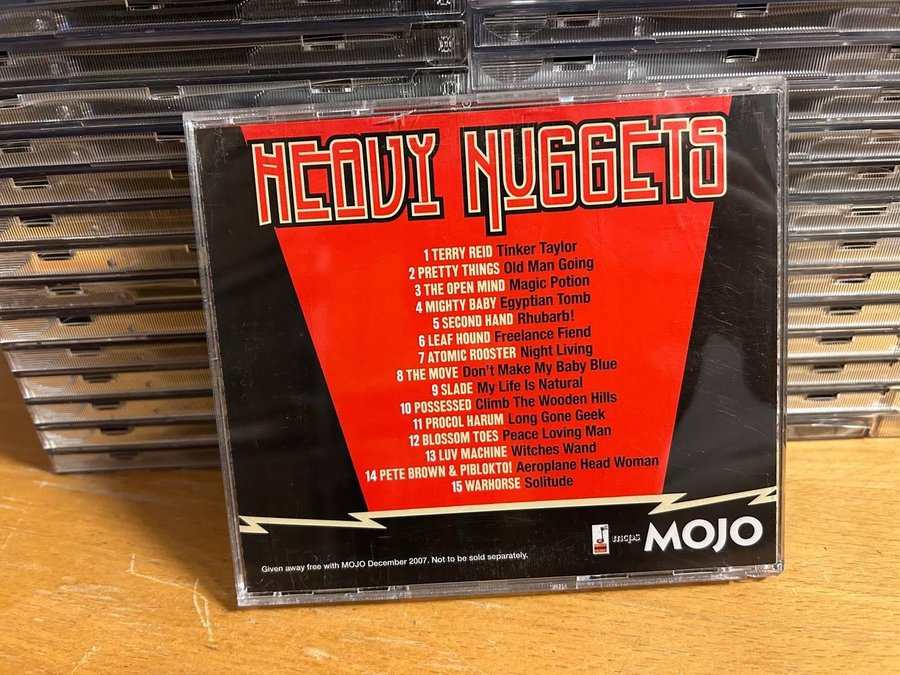 HEAVY NUGGETS
1 TERRY REID Tinker Taylor
2 PRETTY THINGS Old Man Going
3 THE OPEN MIND Magic Potion
4 MIGHTY BABY Egyptian Tomb
5 SECOND HAND Rhubarb!
6 LEAF HOUND Freelance Fiend
7 ATOMIC ROOSTER Night Living
8 THE MOVE Don't Make My Baby Blue
9 SLADE My Life Is Natural
10 POSSESSED Climb The Wooden Hills
11 PROCOL HARUM Long Gone Geek
12 BLOSSOM TOES Peace Loving Man
13 LUV MACHINE Witches Wand
14 PETE BROWN & PIBLOKTO! Aeroplane Head Woman
15 WARHORSE Solitude
mcps MOJO
Given away free with MOJO December 2007. Not to be sold separately.